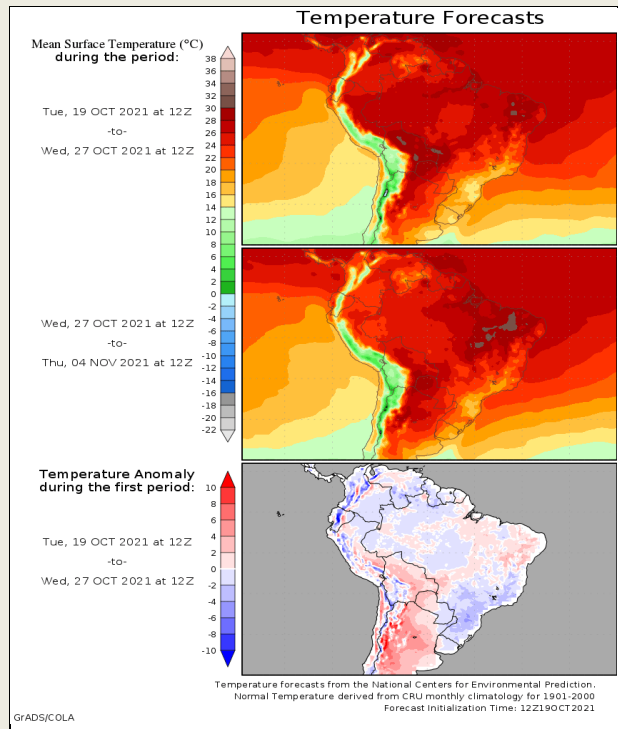 Temperature Forecasts
Mean Surface Temperature (°C)
during the period:
Tue, 19 OCT 2021 at 12Z
-to-
Wed, 27 OCT 2021 at 12Z
38
36
34
32
30
28
26
24
22
20
18
16
14
12
10
8
6
4
2
0
-2
-4
-6
-8
-10
-12
-14
-16
-18
-20
-22
Wed, 27 OCT 2021 at 12Z
-to-
Thu, 04 NOV 2021 at 12Z
Temperature Anomaly
during the first period:
Tue, 19 OCT 2021 at 12Z
-to-
Wed, 27 OCT 2021 at 12Z
10
8
6
4
2
0
-2
-4
-6
-8
-10
Temperature forecasts from the National Centers for Environmental Prediction.
Normal Temperature derived from CRU monthly climatology for 1901-2000
Forecast Initialization Time: 12Z19OCT2021
GrADS/COLA